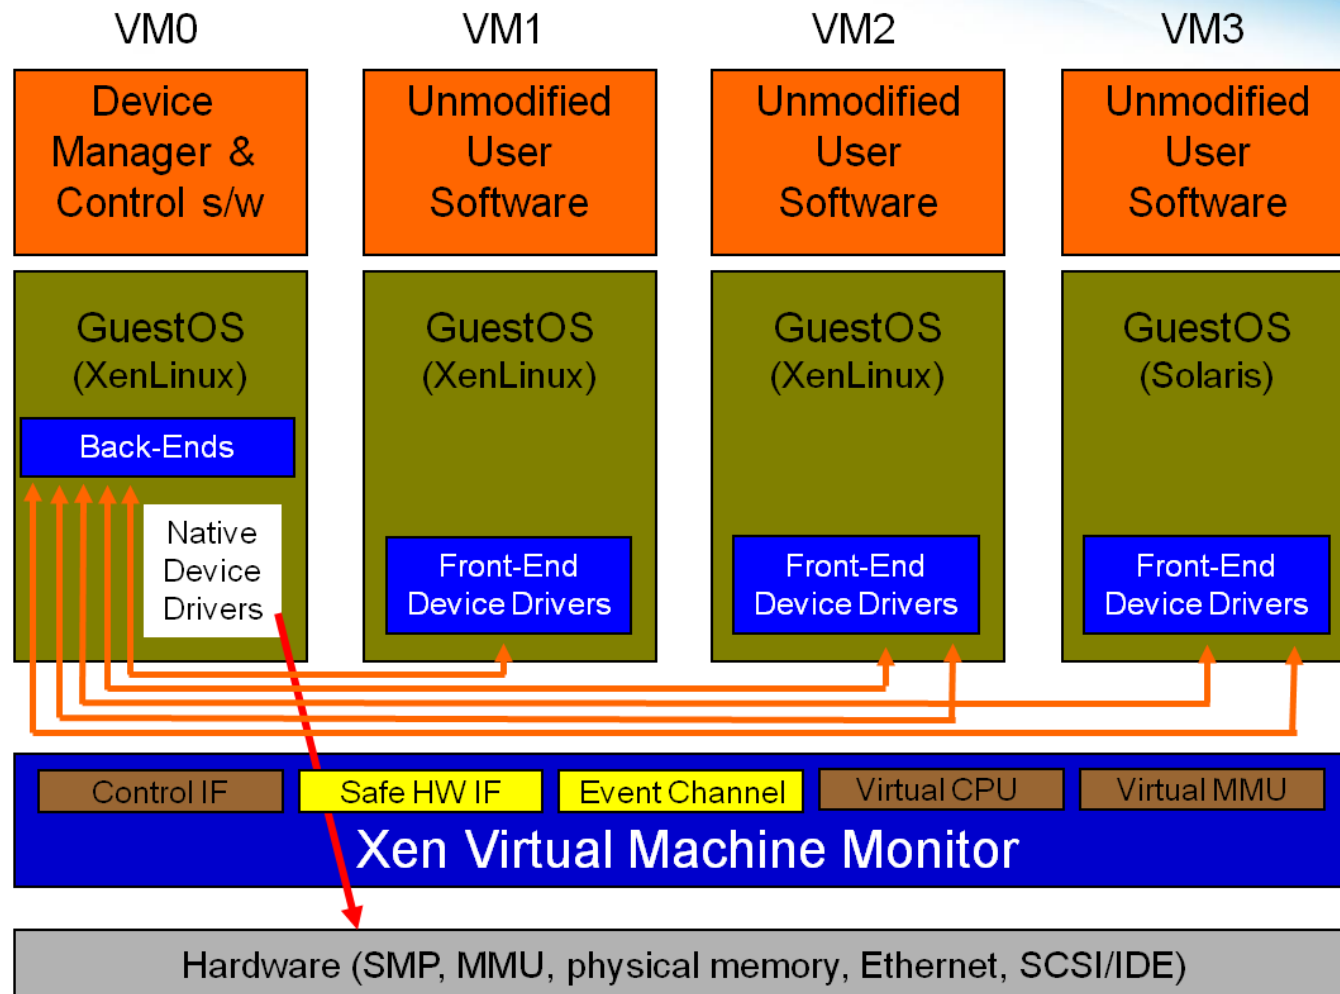 VM0
VM1
VM2
VM3
Device
Manager &
Control s/w
Unmodified
User
Software
Unmodified
User
Software
Unmodified
User
Software
GuestOS
(XenLinux)
Back-Ends
Native
Device
Drivers
GuestOS
(XenLinux)
Front-End
Device Drivers
GuestOS
(XenLinux)
Front-End
Device Drivers
GuestOS
(Solaris)
Front-End
Device Drivers
Control IF
Safe HW IF
Event Channel
Virtual CPU
Virtual MMU
Xen Virtual Machine Monitor
Hardware (SMP, MMU, physical memory, Ethernet, SCSI/IDE)